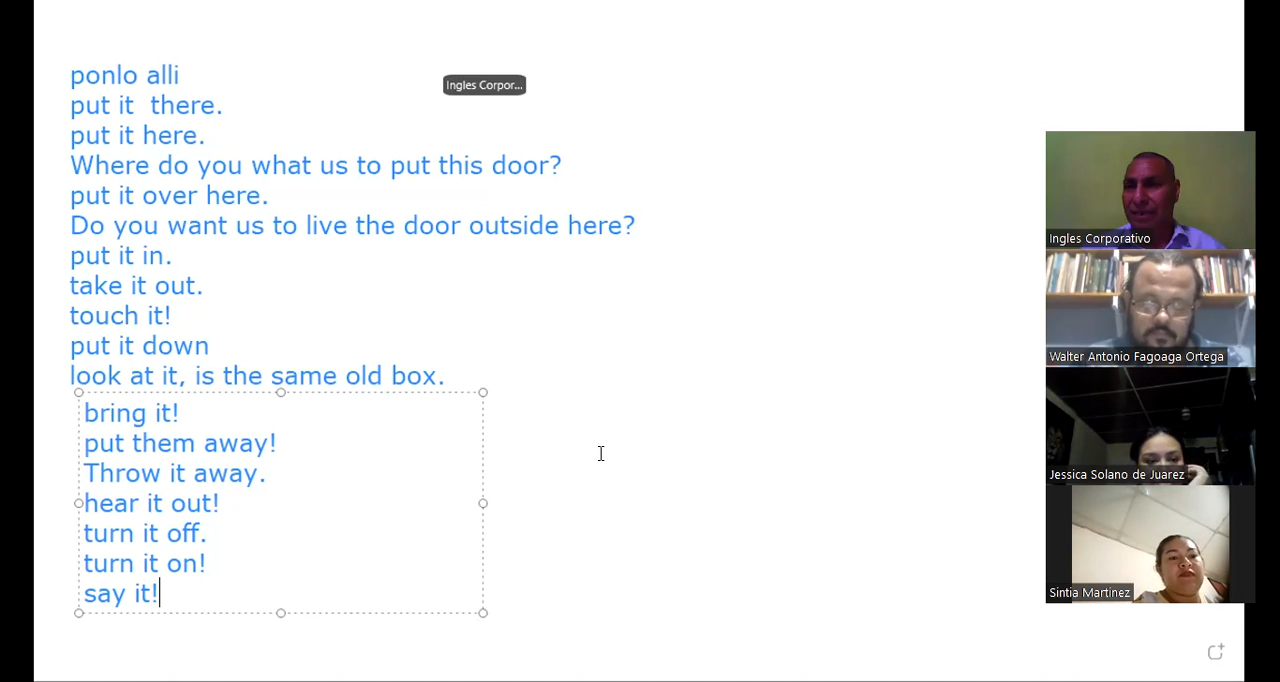 ponlo alli
Ingles Corpor...
put it  there.
put it here.
Where do you what us to put this door?
put it over here.
Do you want us to live the door outside here?
put it in.
take it out.
touch it!
put it down
look at it, is the same old box.
bring it!
put them away!
Throw it away.
hear it out!
turn it off.
turn it on!
say it!
Ingles Corporativo
Walter Antonio Fagoaga Ortega
Jessica Solano de Juarez
Sintia Martinez